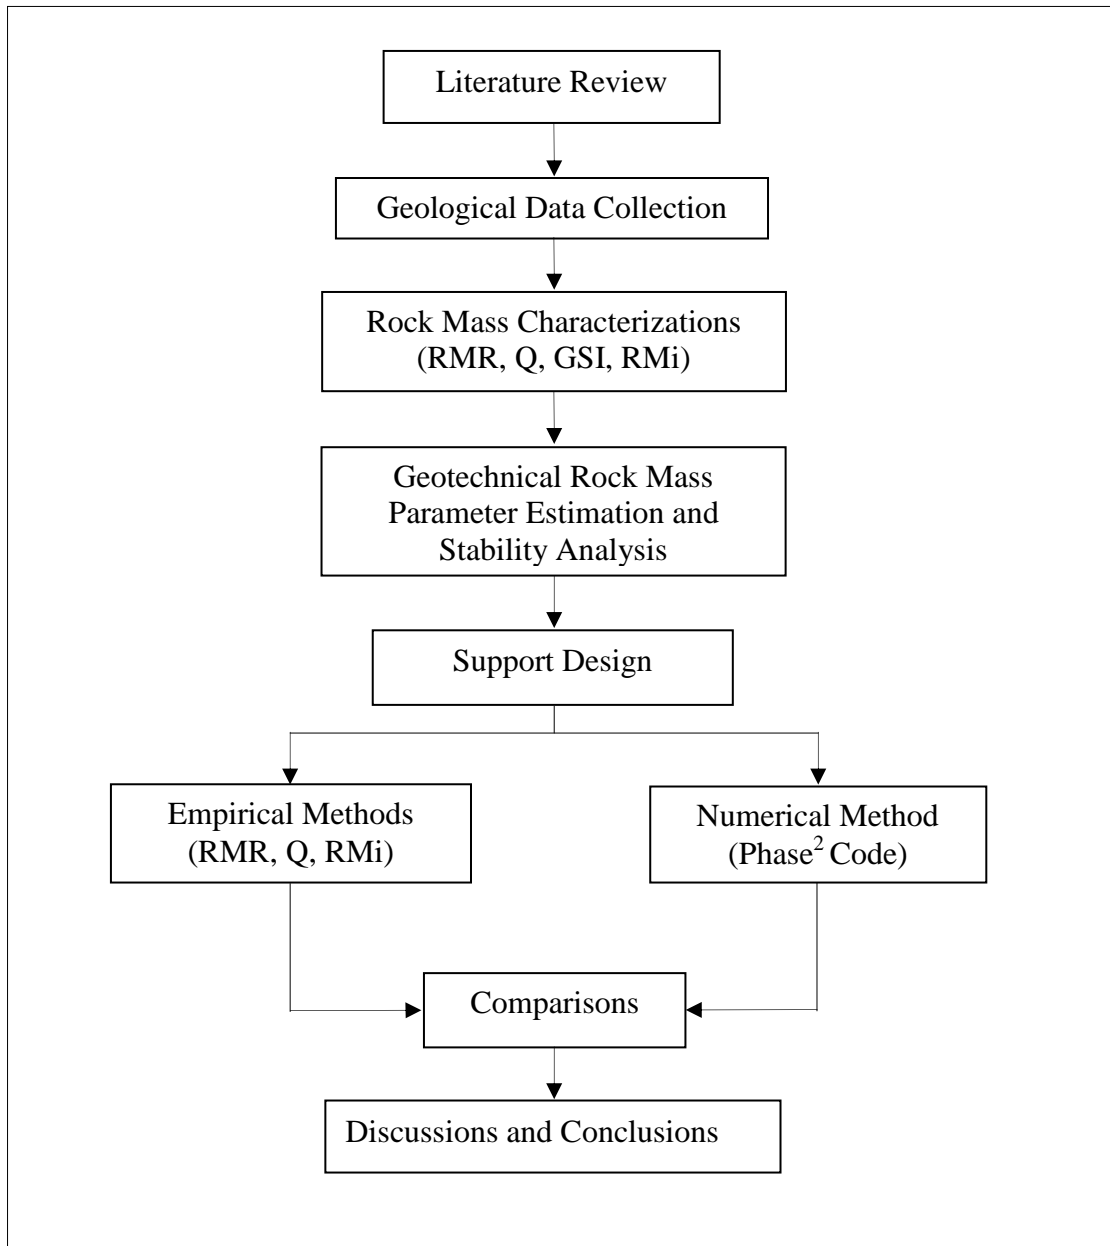 Literature Review
Geological Data Collection
Rock Mass Characterizations
(RMR, Q, GSI, RMi)
Geotechnical Rock Mass
Parameter Estimation and
Stability Analysis
Support Design
Empirical Methods
(RMR, Q, RMi)
Numerical Method
(Phase² Code)
Comparisons
Discussions and Conclusions